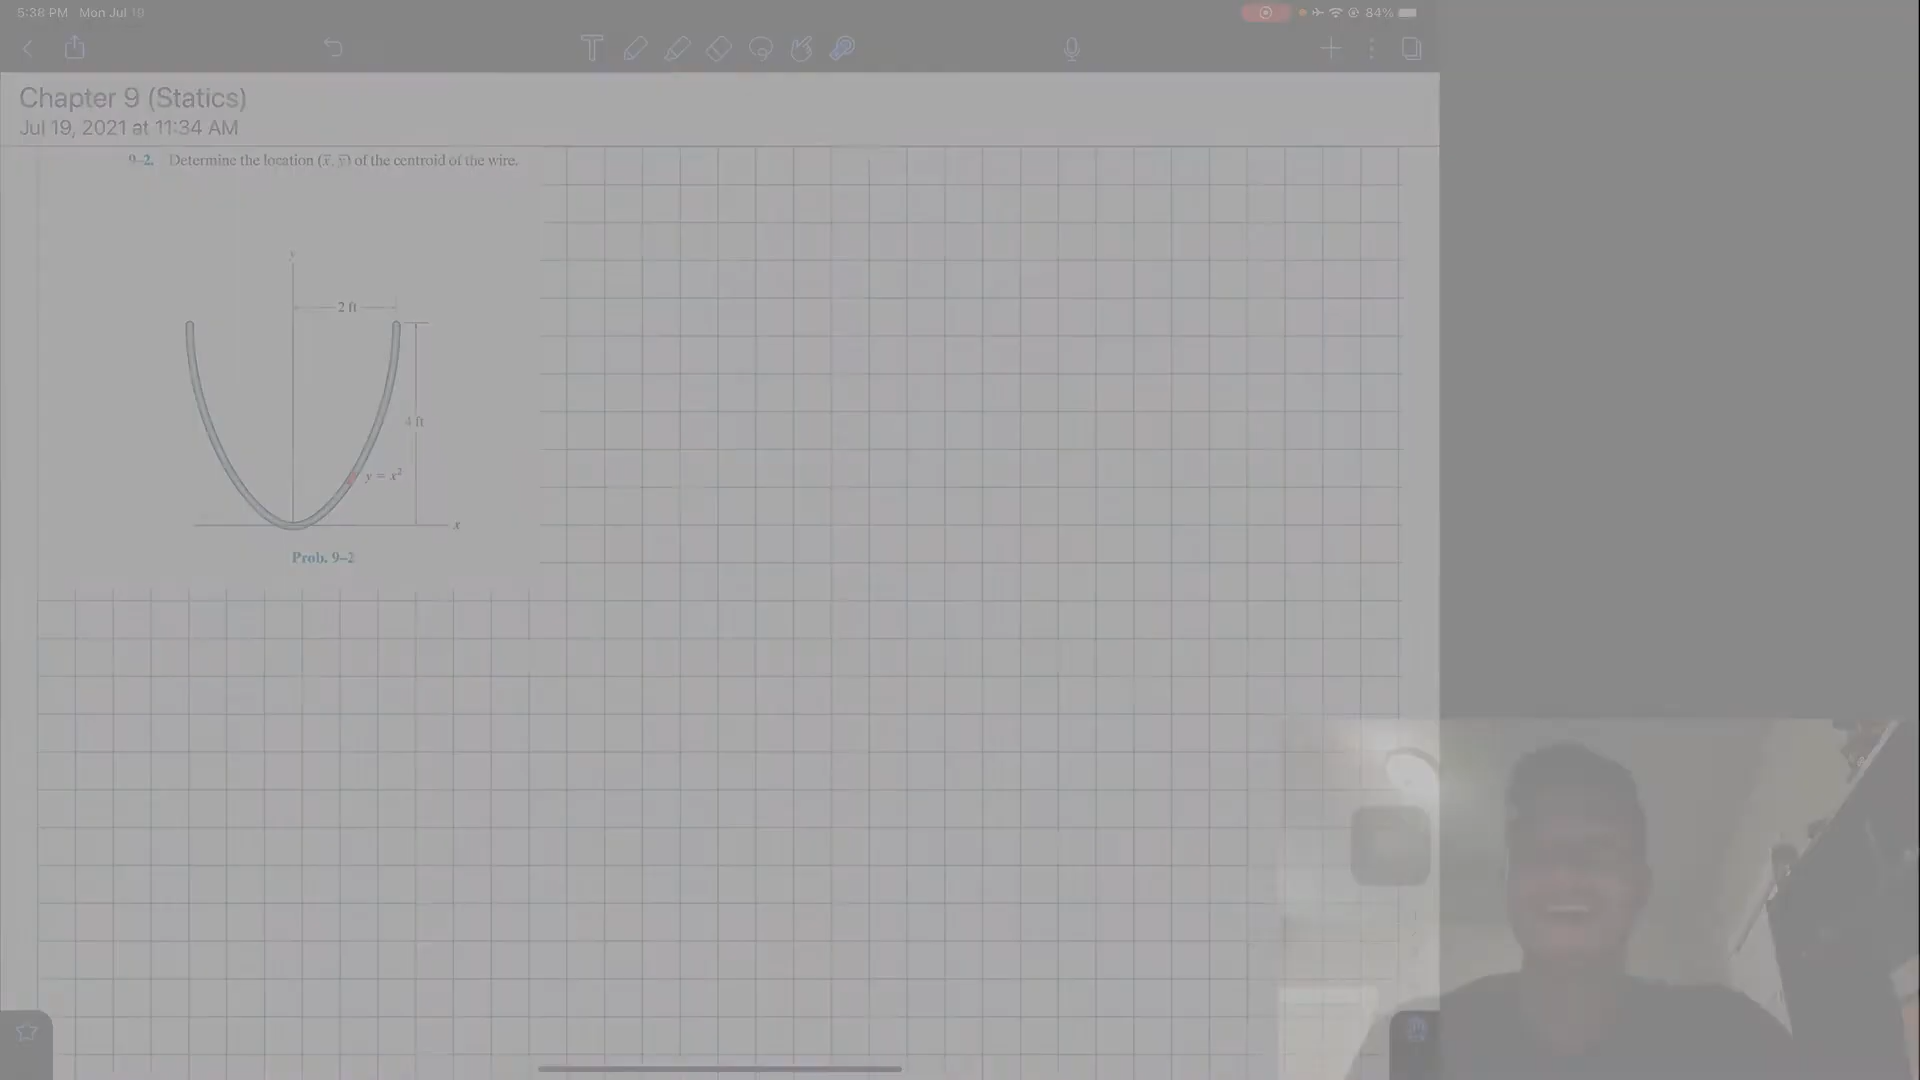 5:38 PM Mon Jul 19
84%
Chapter 9 (Statics)
Jul 19, 2021 at 11:34 AM
9–2. Determine the location (x̅, y̅) of the centroid of the wire.
y
2 ft
4 ft
y = x²
x
Prob. 9–2